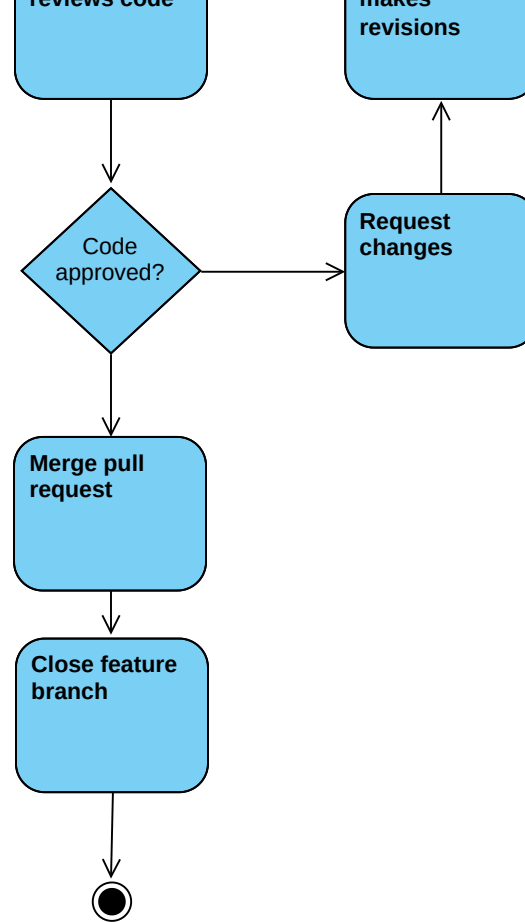 reviews code
makes
revisions
Code
approved?
Request
changes
Merge pull
request
Close feature
branch